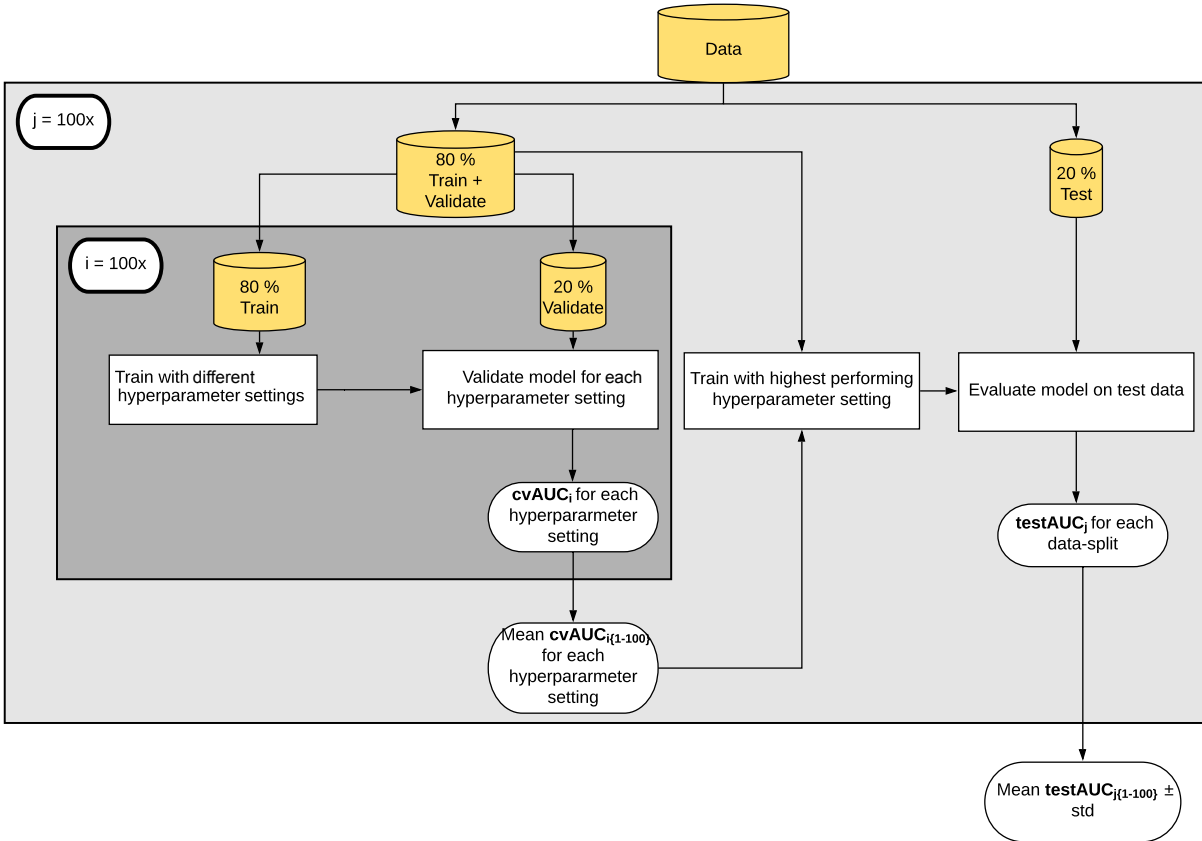 Data
j = 100x
80 %
Train +
Validate
20 %
Test
i = 100x
80 %
Train
20 %
Validate
Train with different
hyperparameter settings
Validate model for each
hyperparameter setting
Train with highest performing
hyperparameter setting
Evaluate model on test data
cvAUCi for each
hyperpararmeter
setting
testAUCj for each
data-split
Mean cvAUCi{1-100}
for each
hyperpararmeter
setting
Mean testAUCj{1-100} ±
std